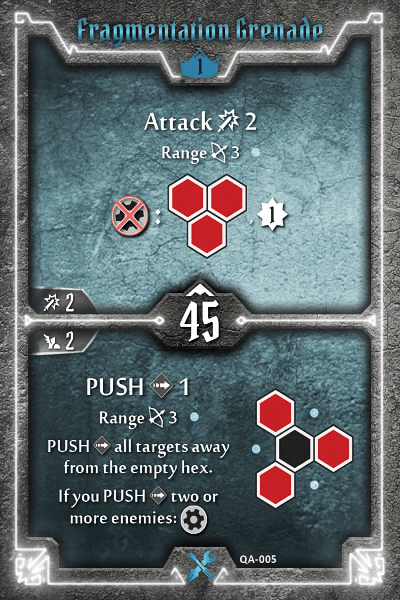 Fragmentation Grenade
1
Attack 2
Range 3
: 1
2
45
2
PUSH 1
Range 3
PUSH all targets away
from the empty hex.
If you PUSH two or
more enemies:
QA-005